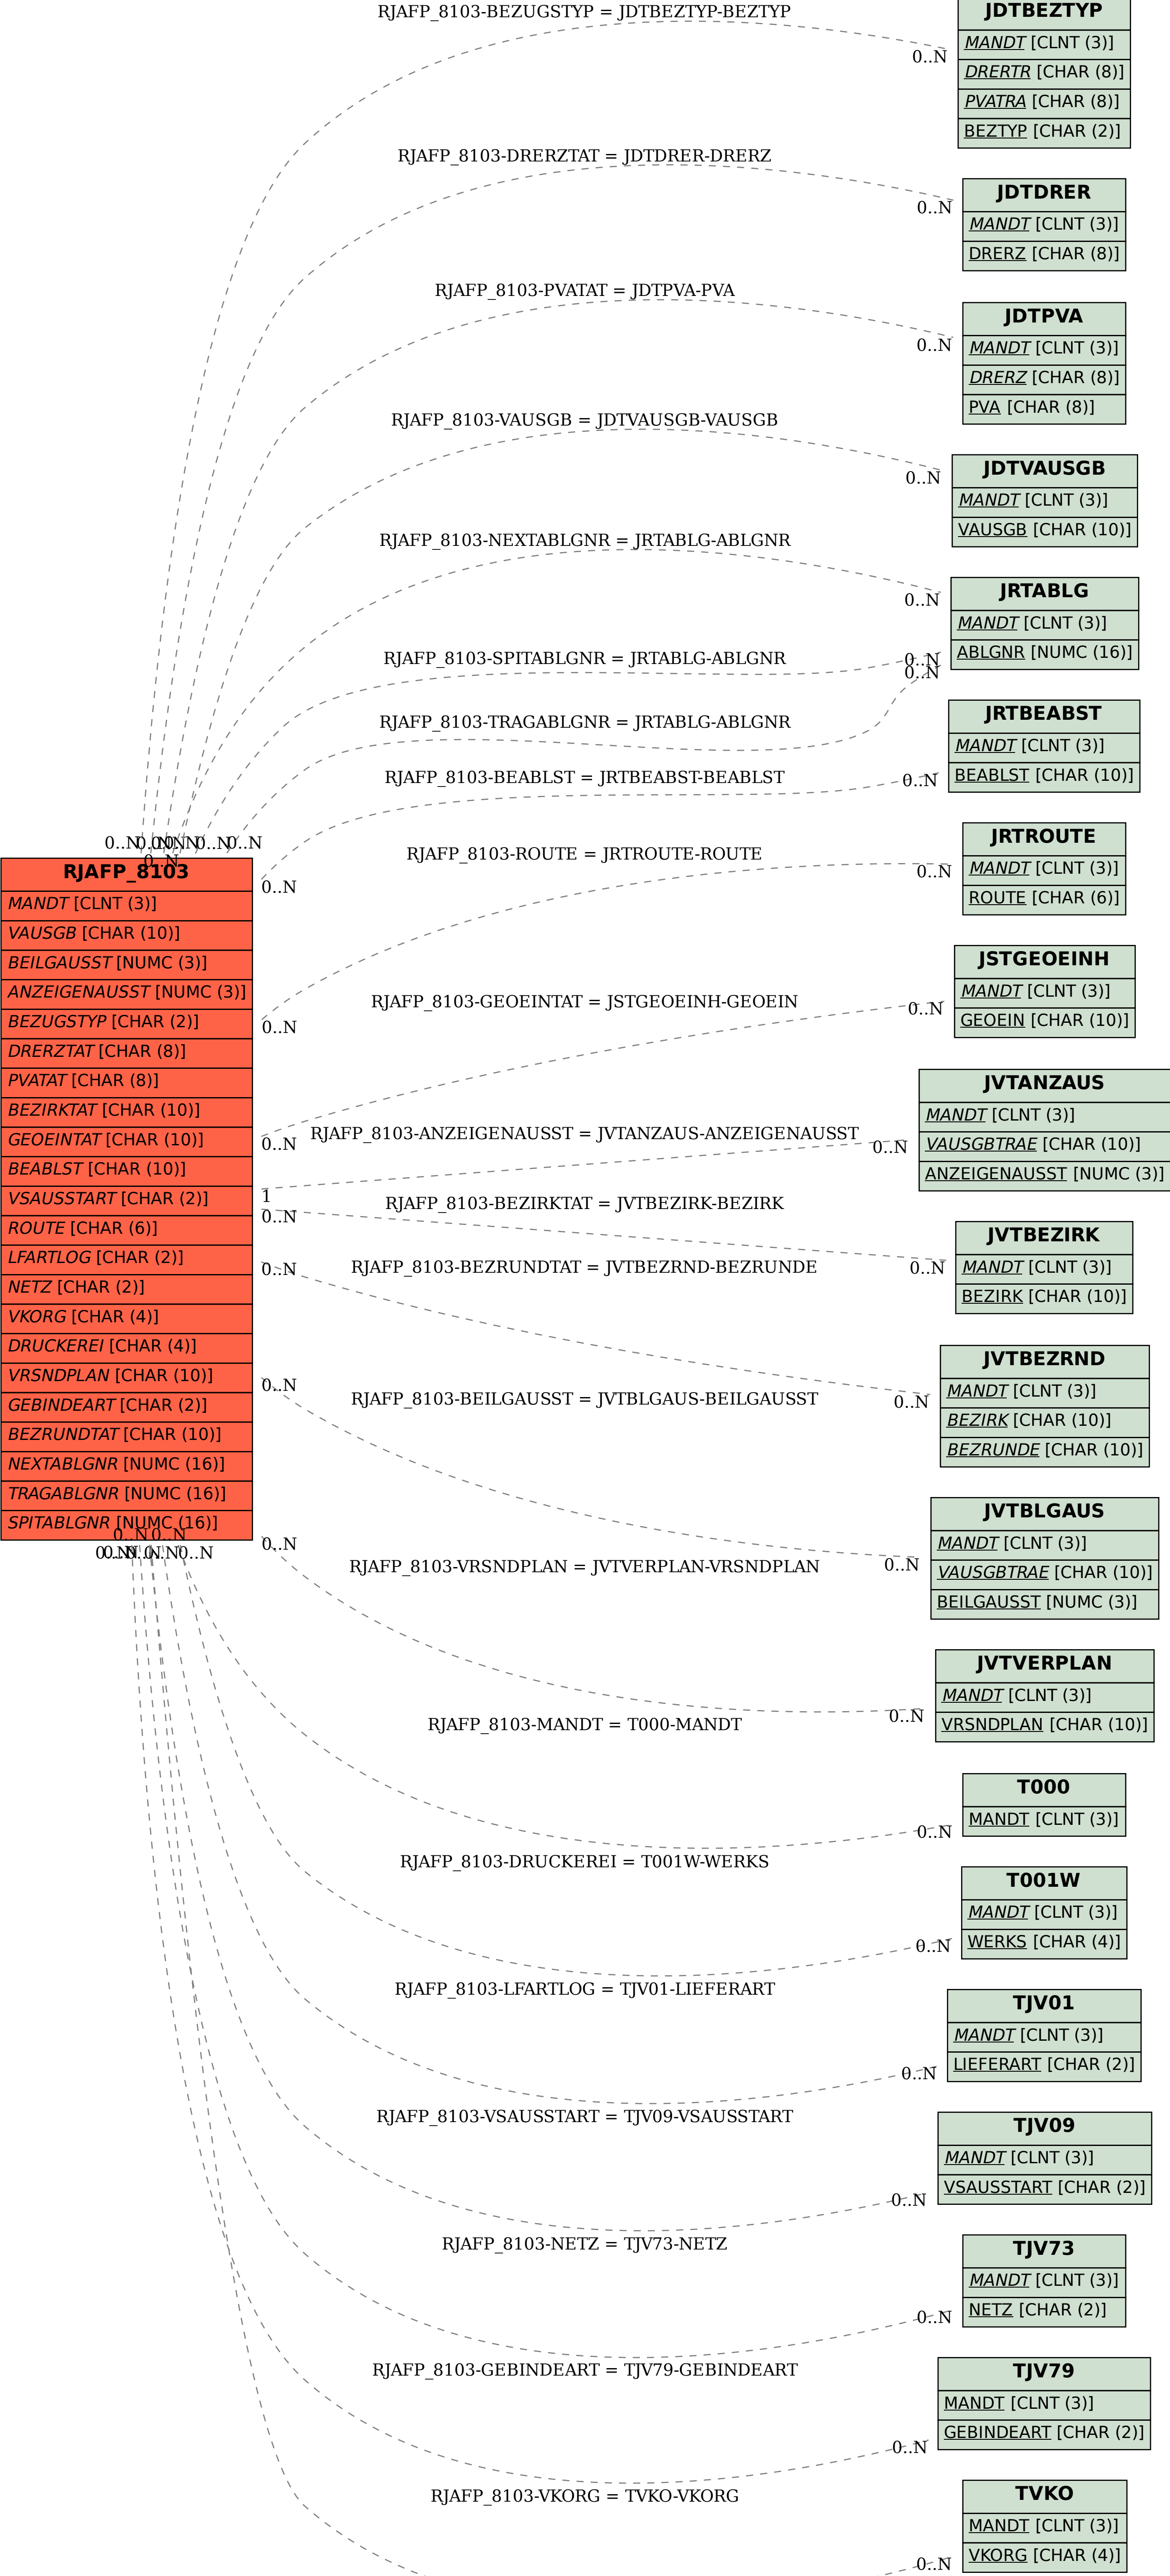 RJAFP_8103-BEZUGSTYP = JDTBEZTYP-BEZTYP
0..N
JDTBEZTYP
MANDT [CLNT (3)]
DRERTR [CHAR (8)]
PVATRA [CHAR (8)]
BEZTYP [CHAR (2)]
RJAFP_8103-DRERZTAT = JDTDRER-DRERZ
0..N
JDTDRER
MANDT [CLNT (3)]
DRERZ [CHAR (8)]
RJAFP_8103-PVATAT = JDTPVA-PVA
0..N
JDTPVA
MANDT [CLNT (3)]
DRERZ [CHAR (8)]
PVA [CHAR (8)]
RJAFP_8103-VAUSGB = JDTVAUSGB-VAUSGB
0..N
JDTVAUSGB
MANDT [CLNT (3)]
VAUSGB [CHAR (10)]
RJAFP_8103-NEXTABLGNR = JRTABLG-ABLGNR
0..N
RJAFP_8103-SPITABLGNR = JRTABLG-ABLGNR
0..N
RJAFP_8103-TRAGABLGNR = JRTABLG-ABLGNR
0..N
JRTABLG
MANDT [CLNT (3)]
ABLGNR [NUMC (16)]
RJAFP_8103-BEABLST = JRTBEABST-BEABLST
0..N
JRTBEABST
MANDT [CLNT (3)]
BEABLST [CHAR (10)]
0..N
0..N
0..N
0..N
0..N
0..N
0..N
RJAFP_8103
MANDT [CLNT (3)]
VAUSGB [CHAR (10)]
BEILGAUSST [NUMC (3)]
ANZEIGENAUSST [NUMC (3)]
BEZUGSTYP [CHAR (2)]
DRERZTAT [CHAR (8)]
PVATAT [CHAR (8)]
BEZIRKTAT [CHAR (10)]
GEOEINTAT [CHAR (10)]
BEABLST [CHAR (10)]
VSAUSSTART [CHAR (2)]
ROUTE [CHAR (6)]
LFARTLOG [CHAR (2)]
NETZ [CHAR (2)]
VKORG [CHAR (4)]
DRUCKEREI [CHAR (4)]
VRSNDPLAN [CHAR (10)]
GEBINDEART [CHAR (2)]
BEZRUNDTAT [CHAR (10)]
NEXTABLGNR [NUMC (16)]
TRAGABLGNR [NUMC (16)]
SPITABLGNR [NUMC (16)]
0..N
0..N
0..N
0..N
0..N
0..N
0..N
0..N
0..N
0..N
1
0..N
0..N
0..N
0..N
RJAFP_8103-ROUTE = JRTROUTE-ROUTE
0..N
JRTROUTE
MANDT [CLNT (3)]
ROUTE [CHAR (6)]
RJAFP_8103-GEOEINTAT = JSTGEOEINH-GEOEIN
0..N
JSTGEOEINH
MANDT [CLNT (3)]
GEOEIN [CHAR (10)]
RJAFP_8103-ANZEIGENAUSST = JVTANZAUS-ANZEIGENAUSST
0..N
JVTANZAUS
MANDT [CLNT (3)]
VAUSGBTRAE [CHAR (10)]
ANZEIGENAUSST [NUMC (3)]
RJAFP_8103-BEZIRKTAT = JVTBEZIRK-BEZIRK
0..N
JVTBEZIRK
MANDT [CLNT (3)]
BEZIRK [CHAR (10)]
RJAFP_8103-BEZRUNDTAT = JVTBEZRND-BEZRUNDE
0..N
JVTBEZRND
MANDT [CLNT (3)]
BEZIRK [CHAR (10)]
BEZRUNDE [CHAR (10)]
RJAFP_8103-BEILGAUSST = JVTBLGAUS-BEILGAUSST
0..N
JVTBLGAUS
MANDT [CLNT (3)]
VAUSGBTRAE [CHAR (10)]
BEILGAUSST [NUMC (3)]
RJAFP_8103-VRSNDPLAN = JVTVERPLAN-VRSNDPLAN
0..N
JVTVERPLAN
MANDT [CLNT (3)]
VRSNDPLAN [CHAR (10)]
RJAFP_8103-MANDT = T000-MANDT
0..N
T000
MANDT [CLNT (3)]
RJAFP_8103-DRUCKEREI = T001W-WERKS
0..N
T001W
MANDT [CLNT (3)]
WERKS [CHAR (4)]
RJAFP_8103-LFARTLOG = TJV01-LIEFERART
0..N
TJV01
MANDT [CLNT (3)]
LIEFERART [CHAR (2)]
RJAFP_8103-VSAUSSTART = TJV09-VSAUSSTART
0..N
TJV09
MANDT [CLNT (3)]
VSAUSSTART [CHAR (2)]
RJAFP_8103-NETZ = TJV73-NETZ
0..N
TJV73
MANDT [CLNT (3)]
NETZ [CHAR (2)]
RJAFP_8103-GEBINDEART = TJV79-GEBINDEART
0..N
TJV79
MANDT [CLNT (3)]
GEBINDEART [CHAR (2)]
RJAFP_8103-VKORG = TVKO-VKORG
0..N
TVKO
MANDT [CLNT (3)]
VKORG [CHAR (4)]